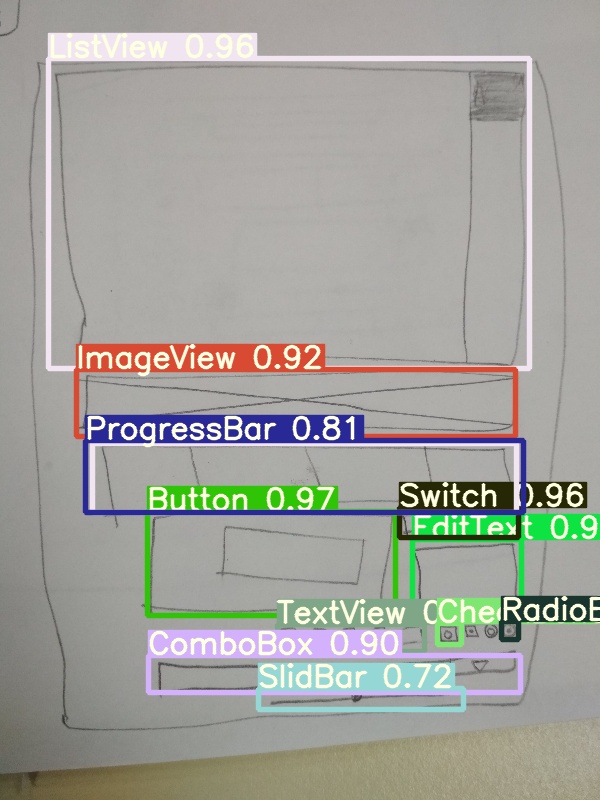 ListView 0.96
ImageView 0.92
ProgressBar 0.81
Button 0.97
Switch 0.96
EditText 0.9
TextView
RadioB
ComboBox 0.90
SlidBar 0.72